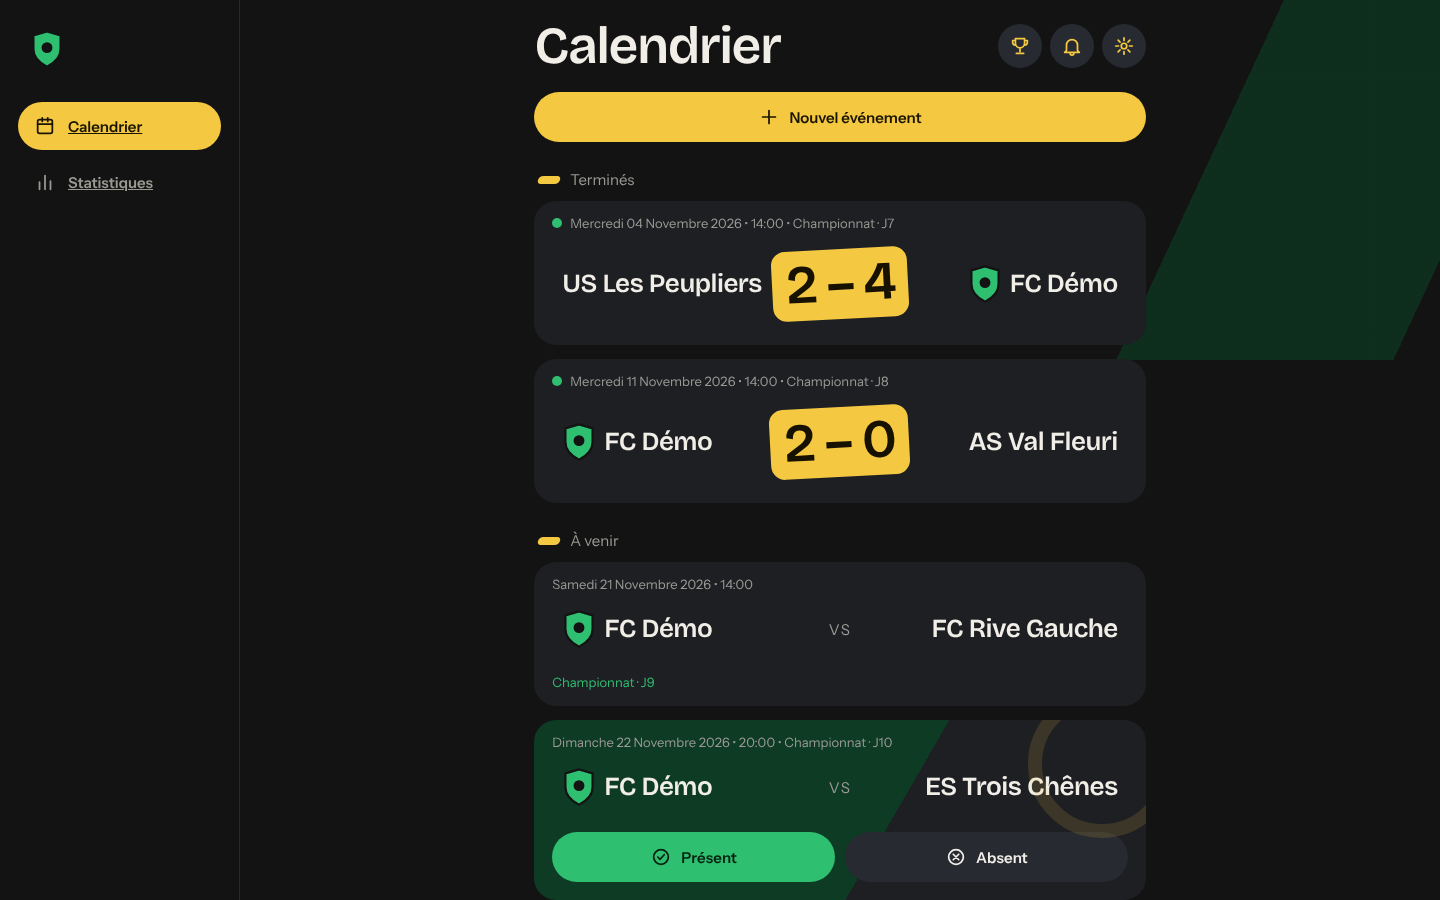 Calendrier
Statistiques
Calendrier
Nouvel événement
Terminés
Mercredi 04 Novembre 2026 • 14:00 • Championnat · J7
US Les Peupliers 2 – 4 FC Démo
Mercredi 11 Novembre 2026 • 14:00 • Championnat · J8
FC Démo 2 – 0 AS Val Fleuri
À venir
Samedi 21 Novembre 2026 • 14:00
FC Démo VS FC Rive Gauche
Championnat · J9
Dimanche 22 Novembre 2026 • 20:00 • Championnat · J10
FC Démo VS ES Trois Chênes
Présent Absent